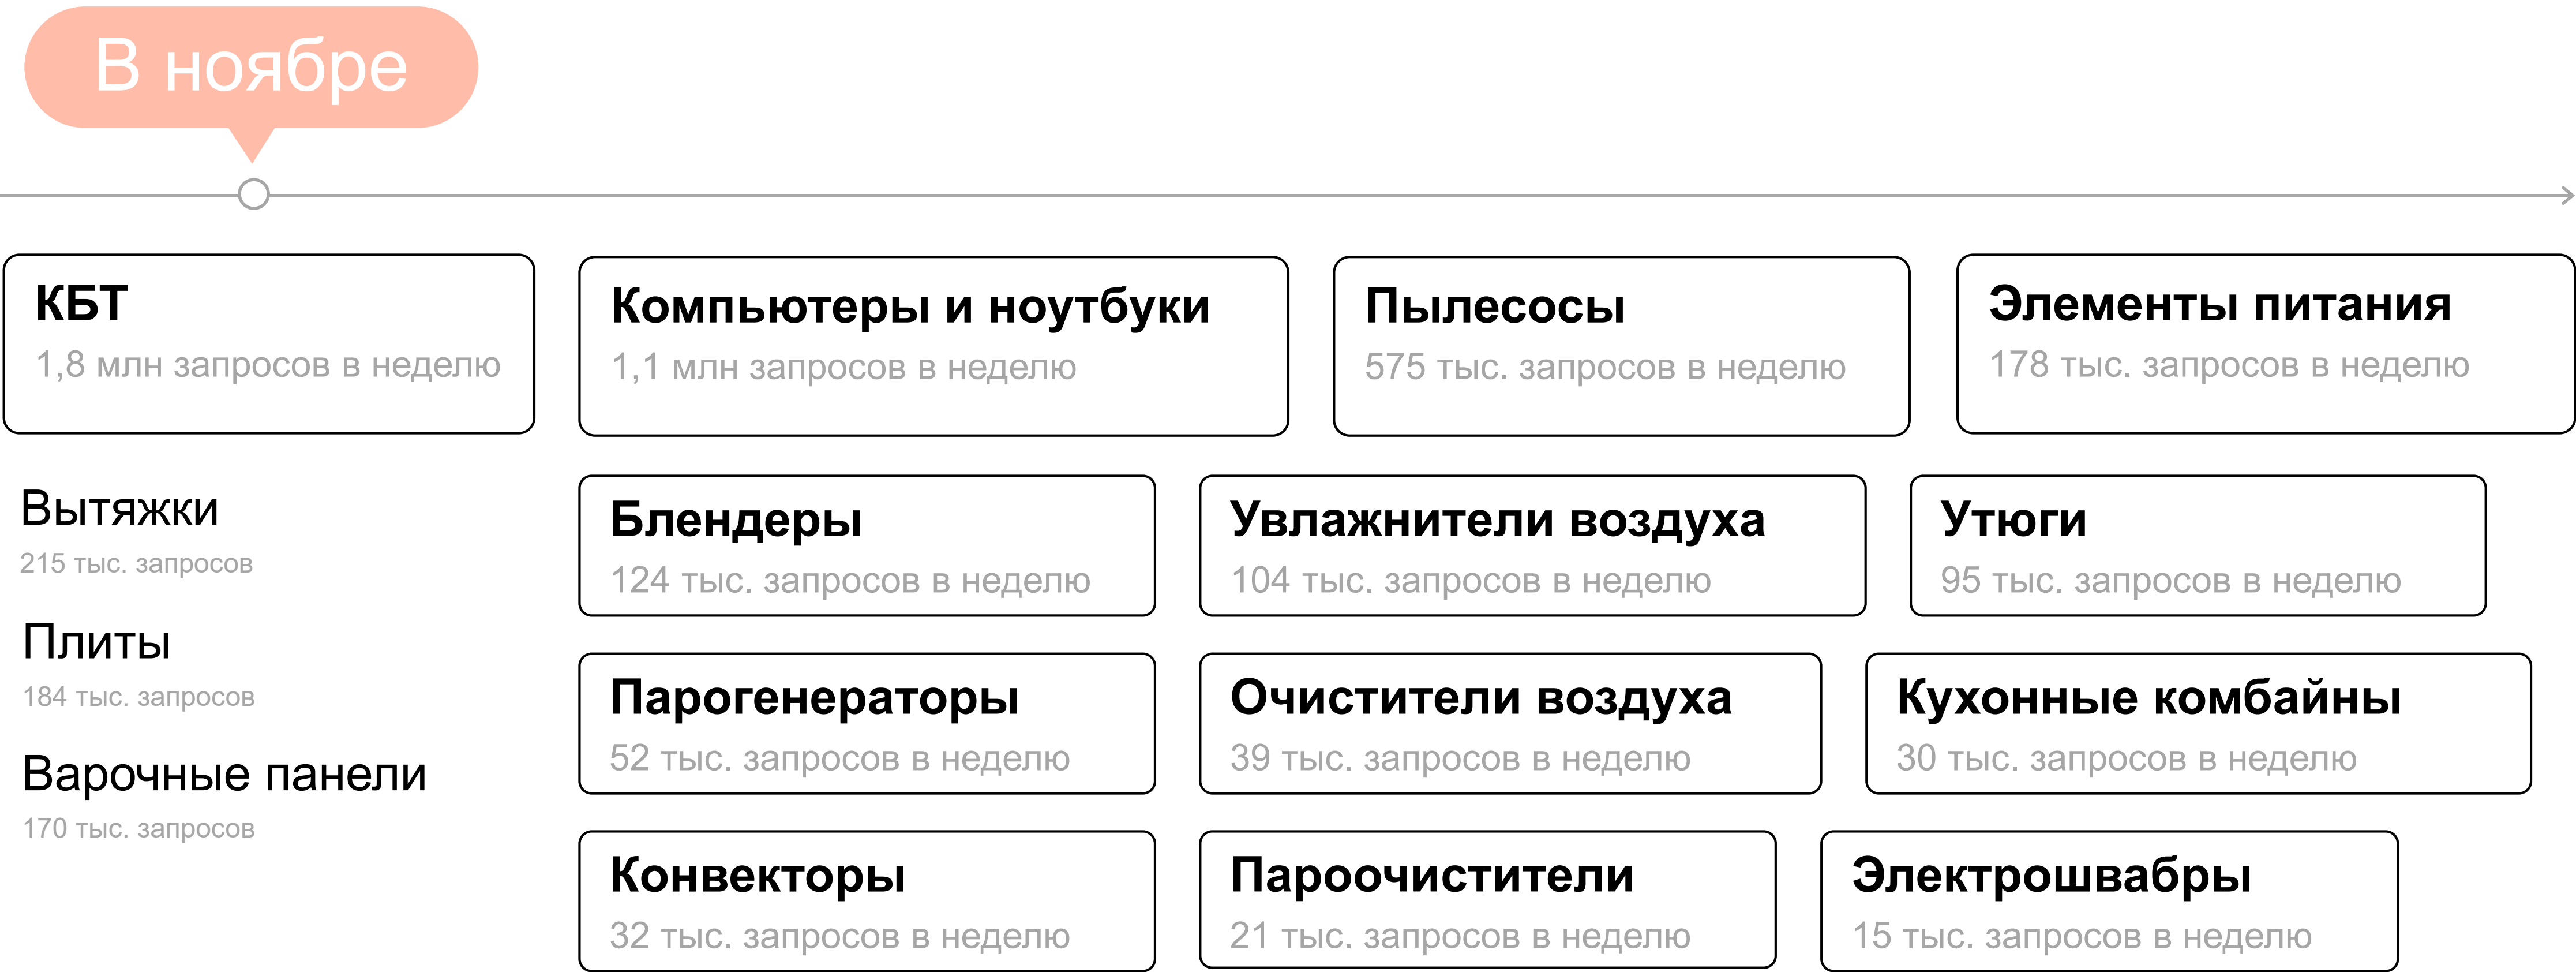 В ноябре
КБТ
1,8 млн запросов в неделю
Компьютеры и ноутбуки
1,1 млн запросов в неделю
Пылесосы
575 тыс. запросов в неделю
Элементы питания
178 тыс. запросов в неделю
Вытяжки
215 тыс. запросов
Плиты
184 тыс. запросов
Варочные панели
170 тыс. запросов
Блендеры
124 тыс. запросов в неделю
Увлажнители воздуха
104 тыс. запросов в неделю
Утюги
95 тыс. запросов в неделю
Парогенераторы
52 тыс. запросов в неделю
Очистители воздуха
39 тыс. запросов в неделю
Кухонные комбайны
30 тыс. запросов в неделю
Конвекторы
32 тыс. запросов в неделю
Пароочистители
21 тыс. запросов в неделю
Электрошвабры
15 тыс. запросов в неделю